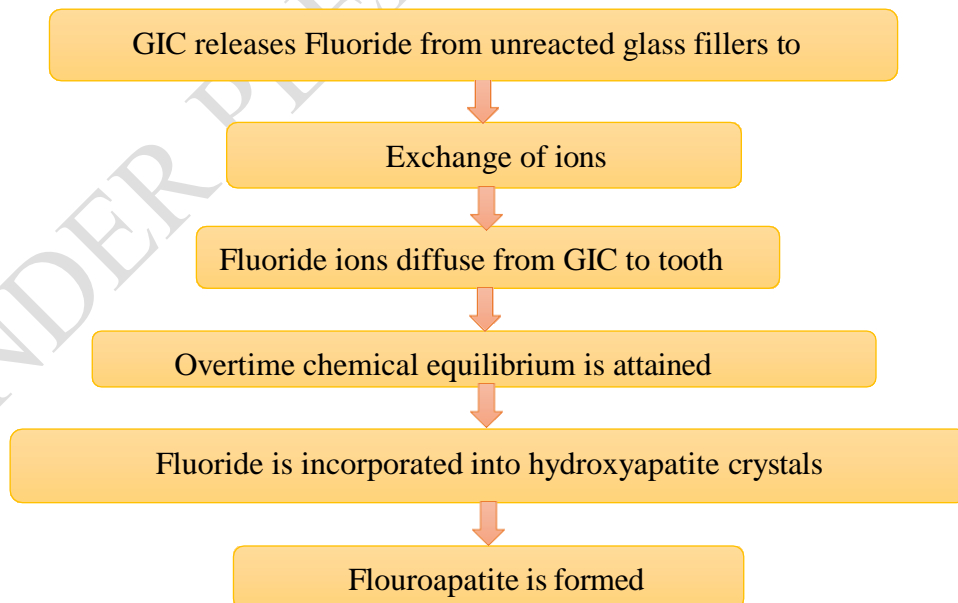 GIC releases Fluoride from unreacted glass fillers to
Exchange of ions
Fluoride ions diffuse from GIC to tooth
Overtime chemical equilibrium is attained
Fluoride is incorporated into hydroxyapatite crystals
Flouroapatite is formed